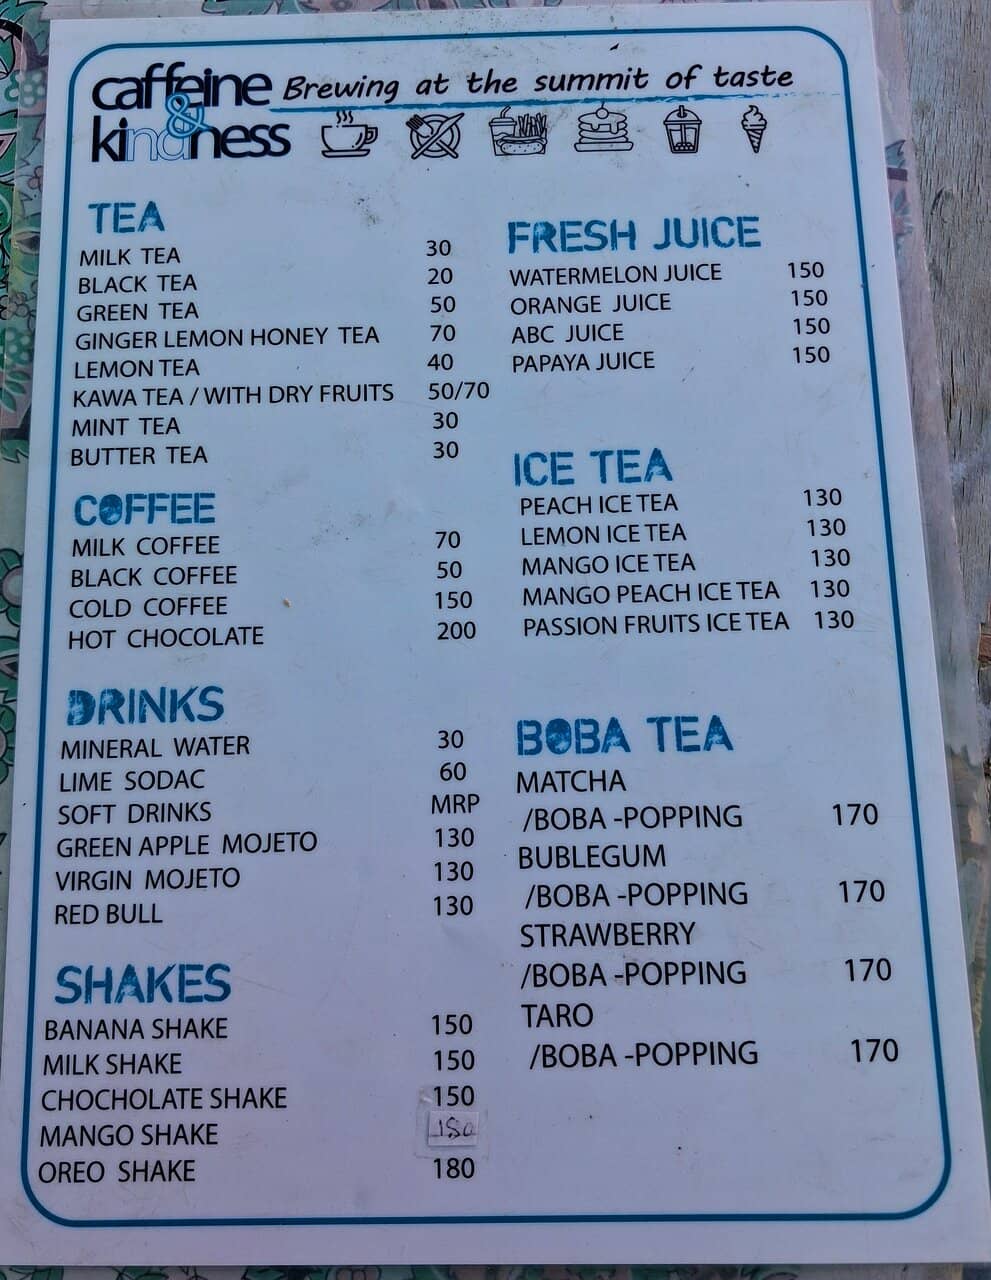 caffeine & kindness
Brewing at the summit of taste
TEA
MILK TEA 30
BLACK TEA 20
GREEN TEA 50
GINGER LEMON HONEY TEA 70
LEMON TEA 40
KAWA TEA / WITH DRY FRUITS 50/70
MINT TEA 30
BUTTER TEA 30
COFFEE
MILK COFFEE 70
BLACK COFFEE 50
COLD COFFEE 150
HOT CHOCOLATE 200
DRINKS
MINERAL WATER 30
LIME SODAC 60
SOFT DRINKS MRP
GREEN APPLE MOJETO 130
VIRGIN MOJETO 130
RED BULL 130
SHAKES
BANANA SHAKE 150
MILK SHAKE 150
CHOCHOLATE SHAKE 150
MANGO SHAKE 150
OREO SHAKE 180
FRESH JUICE
WATERMELON JUICE 150
ORANGE JUICE 150
ABC JUICE 150
PAPAYA JUICE 150
ICE TEA
PEACH ICE TEA 130
LEMON ICE TEA 130
MANGO ICE TEA 130
MANGO PEACH ICE TEA 130
PASSION FRUITS ICE TEA 130
BOBA TEA
MATCHA
/BOBA -POPPING 170
BUBLEGUM
/BOBA -POPPING 170
STRAWBERRY
/BOBA -POPPING 170
TARO
/BOBA -POPPING 170